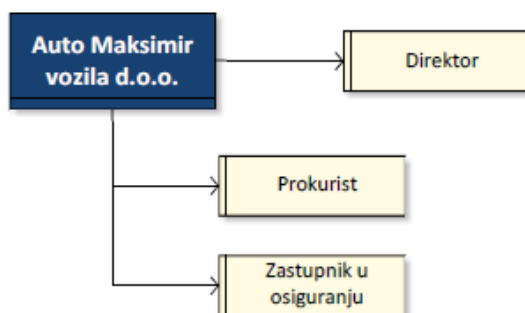 Auto Maksimir
vozila d.o.o.
Direktor
Prokurist
Zastupnik u
osiguranju